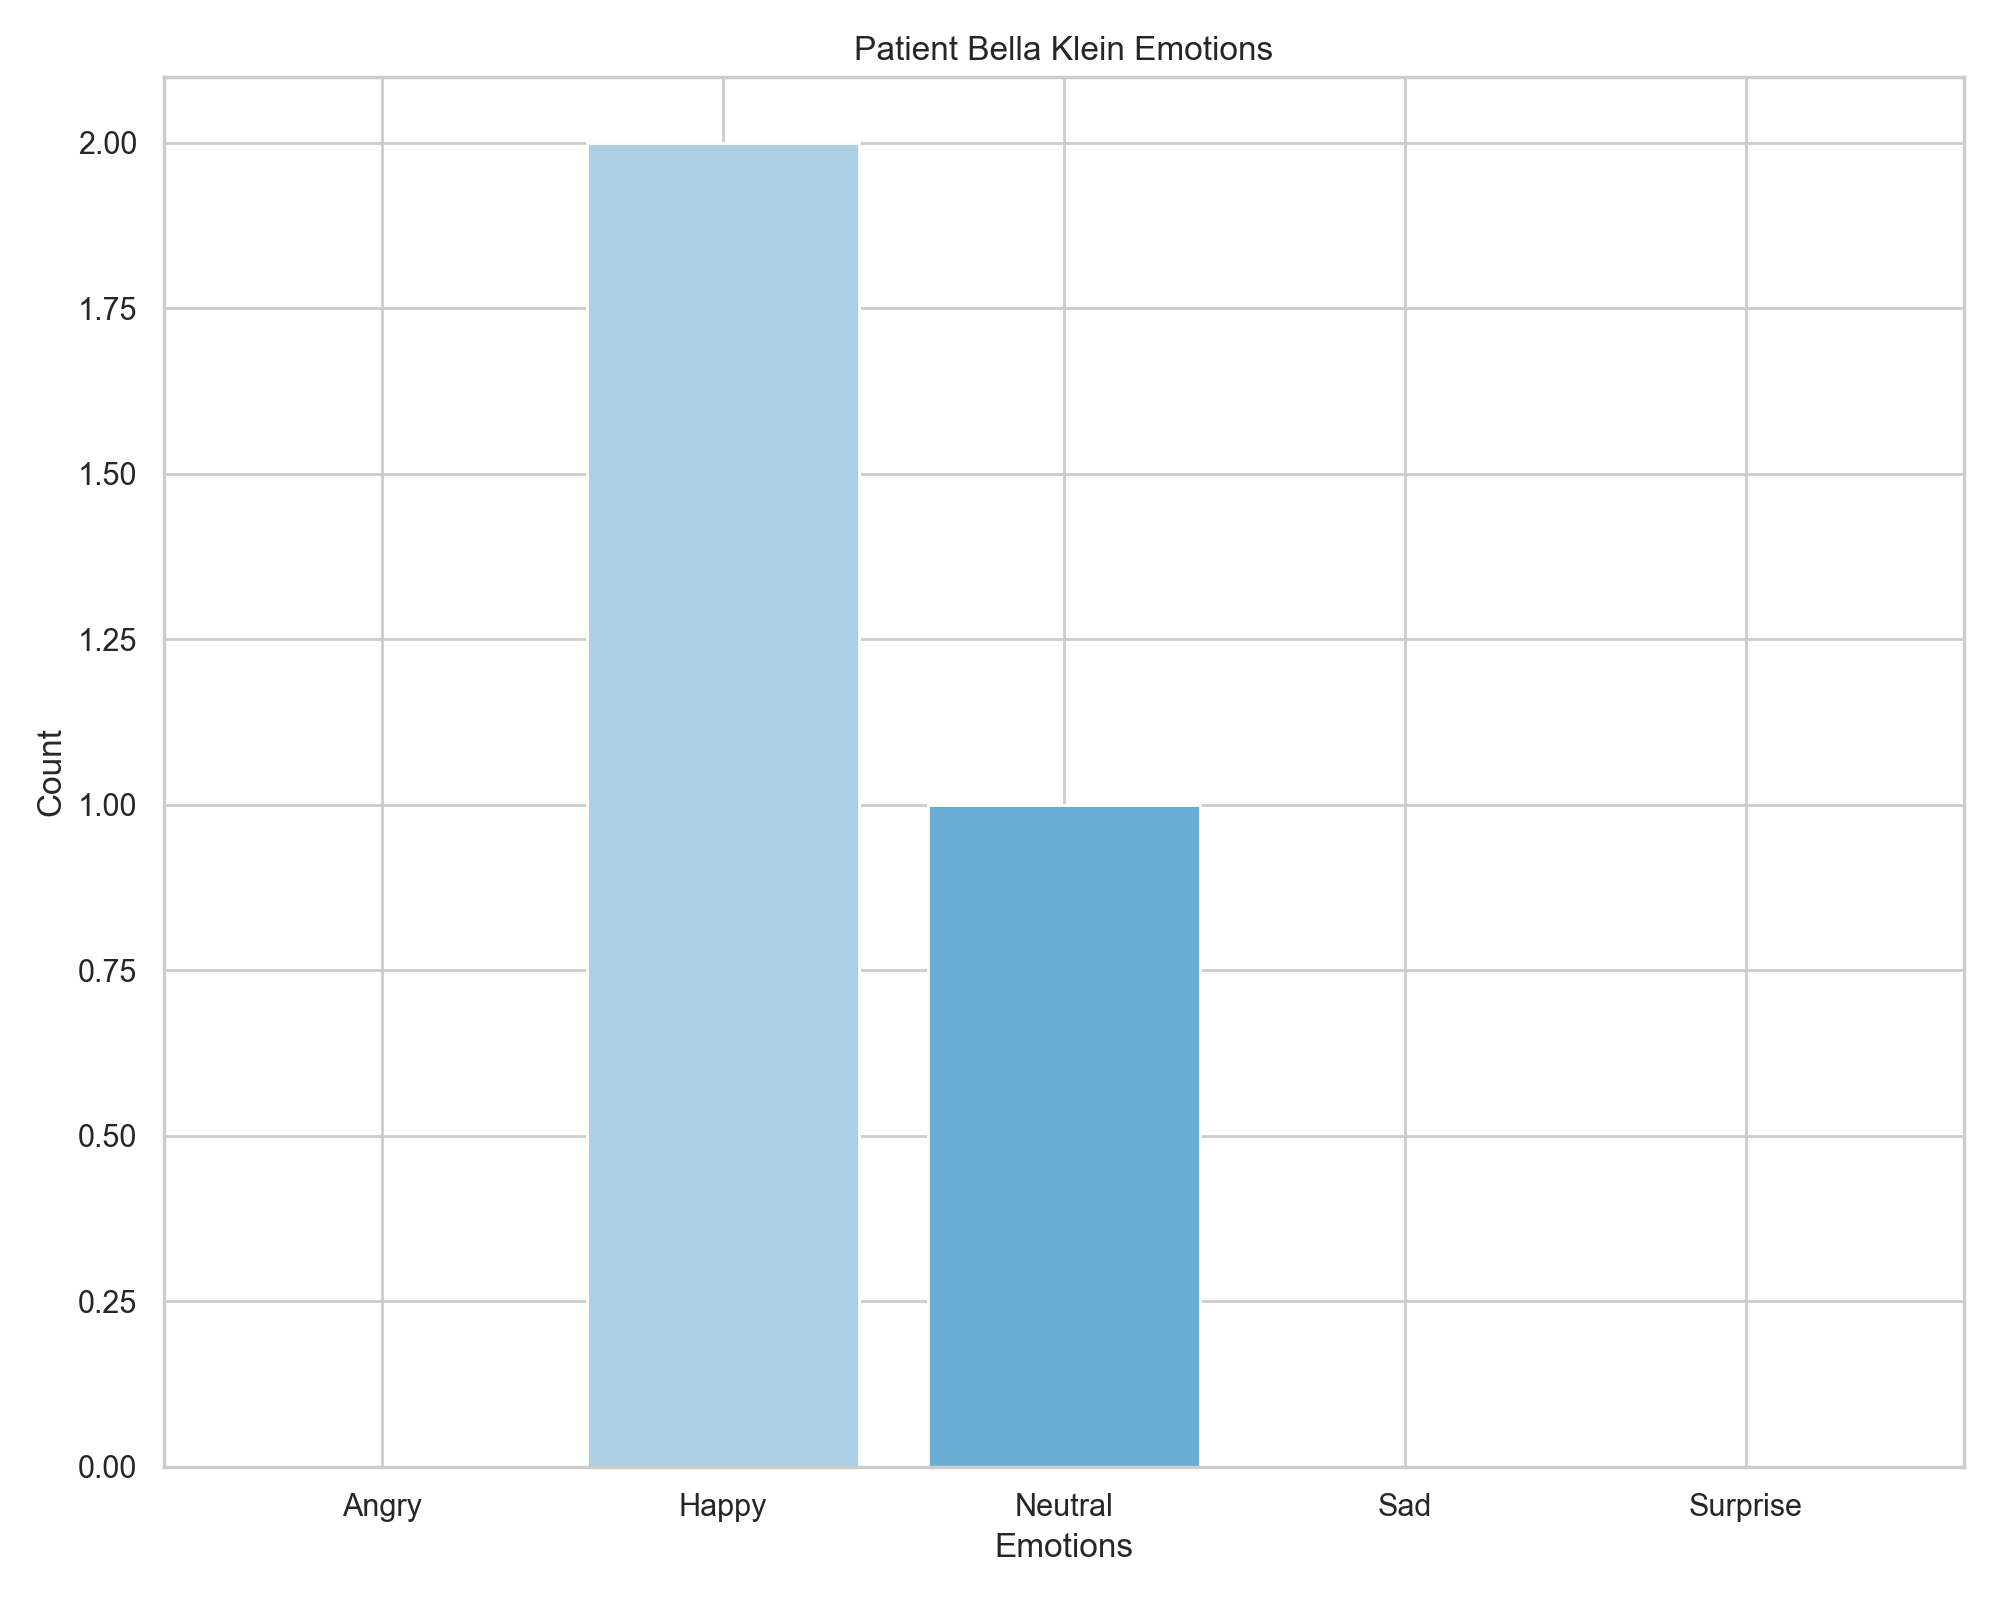 Patient Bella Klein Emotions
2.00
1.75
1.50
1.25
1.00
0.75
0.50
0.25
0.00
Count
Angry Happy Neutral Sad Surprise
Emotions